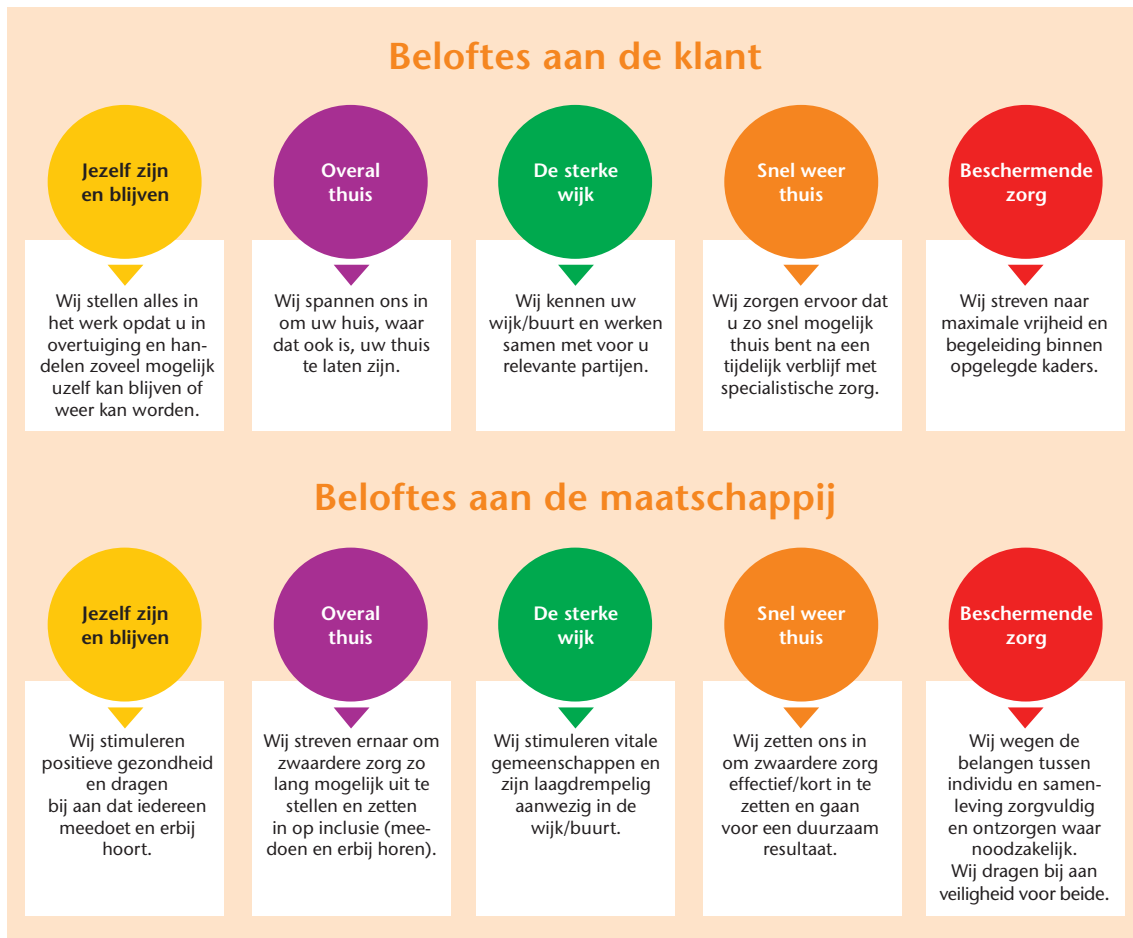 Beloftes aan de klant
Jezelf zijn
en blijven
Wij stellen alles in
het werk opdat u in
overtuiging en han-
delen zoveel mogelijk
uzelf kan blijven of
weer kan worden.
Overal
thuis
Wij spannen ons in
om uw huis, waar
dat ook is, uw thuis
te laten zijn.
De sterke
wijk
Wij kennen uw
wijk/buurt en werken
samen met voor u
relevante partijen.
Snel weer
thuis
Wij zorgen ervoor dat
u zo snel mogelijk
thuis bent na een
tijdelijk verblijf met
specialistische zorg.
Beschermende
zorg
Wij streven naar
maximale vrijheid en
begeleiding binnen
opgelegde kaders.
Beloftes aan de maatschappij
Jezelf zijn
en blijven
Wij stimuleren
positieve gezondheid
en dragen
bij aan dat iedereen
meedoet en erbij
hoort.
Overal
thuis
Wij streven ernaar om
zwaardere zorg zo
lang mogelijk uit te
stellen en zetten
in op inclusie (mee-
doen en erbij horen).
De sterke
wijk
Wij stimuleren vitale
gemeenschappen en
zijn laagdrempelig
aanwezig in de
wijk/buurt.
Snel weer
thuis
Wij zetten ons in
om zwaardere zorg
effectief/kort in te
zetten en gaan
voor een duurzaam
resultaat.
Beschermende
zorg
Wij wegen de
belangen tussen
individu en samen-
leving zorgvuldig
en ontzorgen waar
noodzakelijk.
Wij dragen bij aan
veiligheid voor beide.